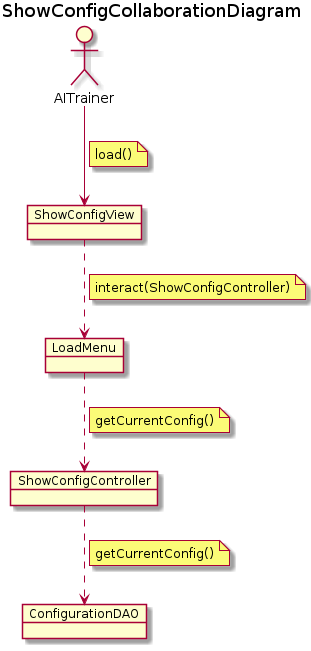 ShowConfigCollaborationDiagram
AITrainer
load()
ShowConfigView
interact(ShowConfigController)
LoadMenu
getCurrentConfig()
ShowConfigController
getCurrentConfig()
ConfigurationDAO